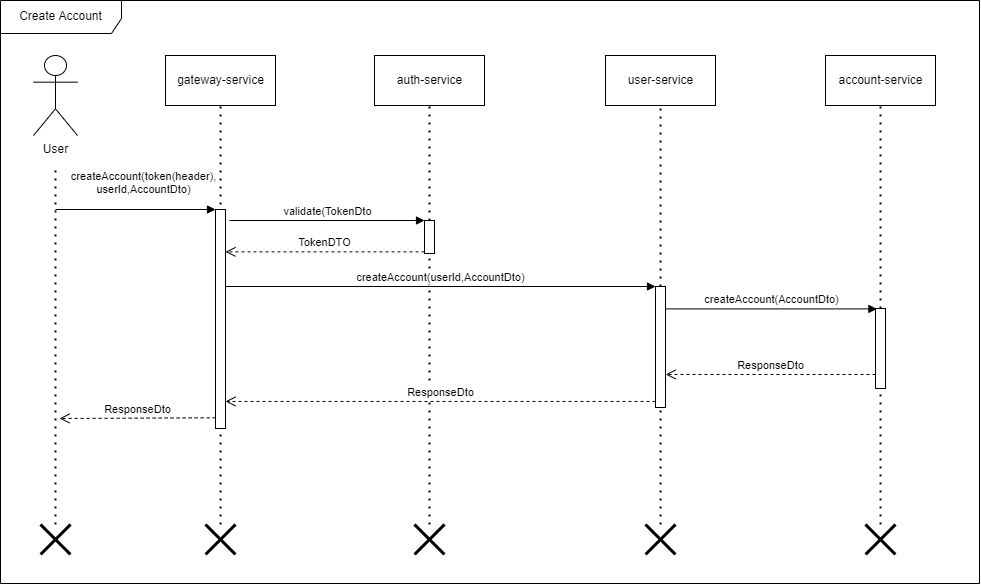 Create Account
gateway-service
auth-service
user-service
account-service
User
createAccount(token(header),
userId,AccountDto)
validate(TokenDto
TokenDTO
createAccount(userId,AccountDto)
createAccount(AccountDto)
ResponseDto
ResponseDto
ResponseDto